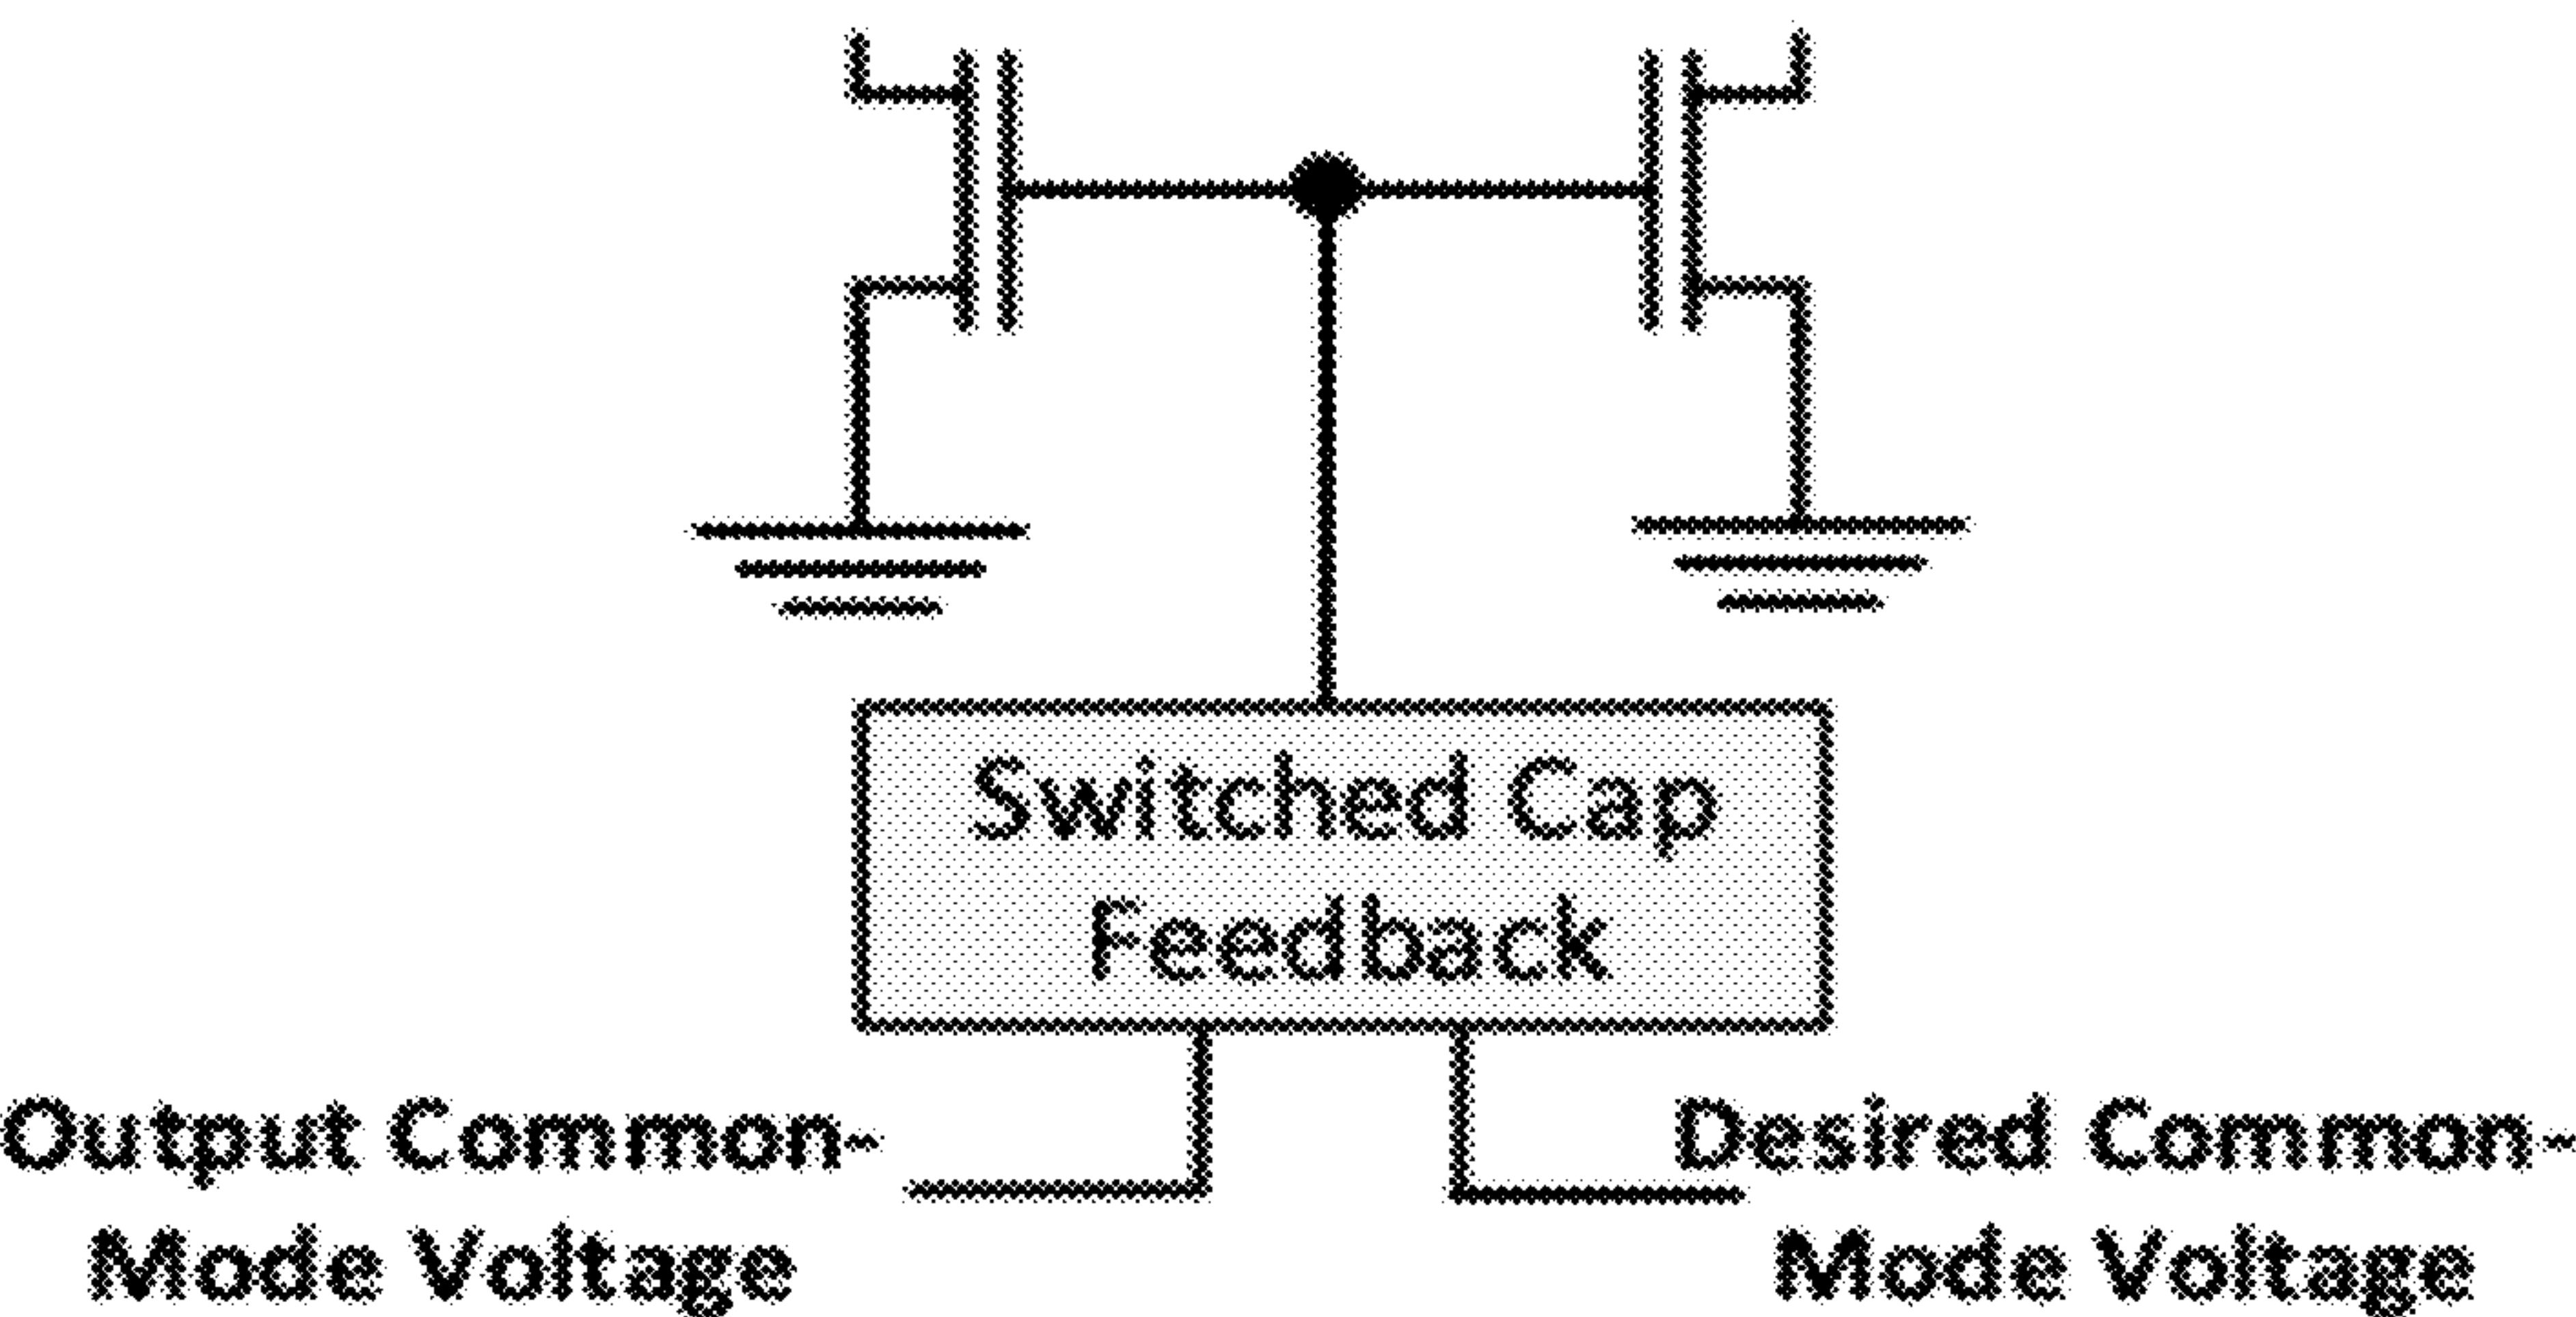 Switched Cap
Feedback
Output Common-
Mode Voltage
Desired Common-
Mode Voltage